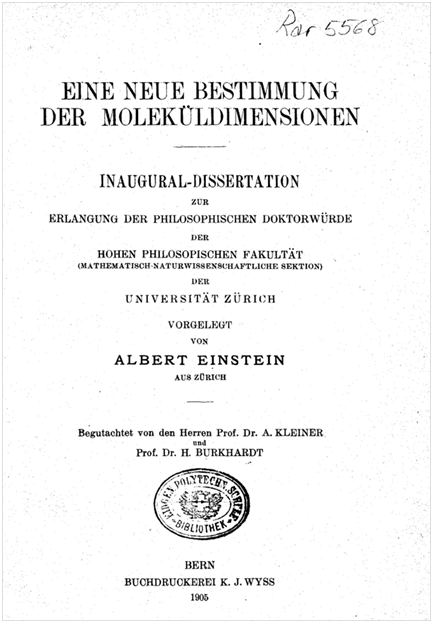 Rar 5568
EINE NEUE BESTIMMUNG
DER MOLEKÜLDIMENSIONEN
INAUGURAL-DISSERTATION
ZUR
ERLANGUNG DER PHILOSOPHISCHEN DOKTORWÜRDE
DER
HOHEN PHILOSOPISCHEN FAKULTÄT
(MATHEMATISCH-NATURWISSENSCHAFTLICHE SEKTION)
DER
UNIVERSITÄT ZÜRICH
VORGELEGT
VON
ALBERT EINSTEIN
AUS ZÜRICH
Begutachtet von den Herren Prof. Dr. A. KLEINER
und
Prof. Dr. H. BURKHARDT
EIDGEN. POLYTECHN. SCHULE
BIBLIOTHEK
BERN
BUCHDRUCKEREI K. J. WYSS
1905